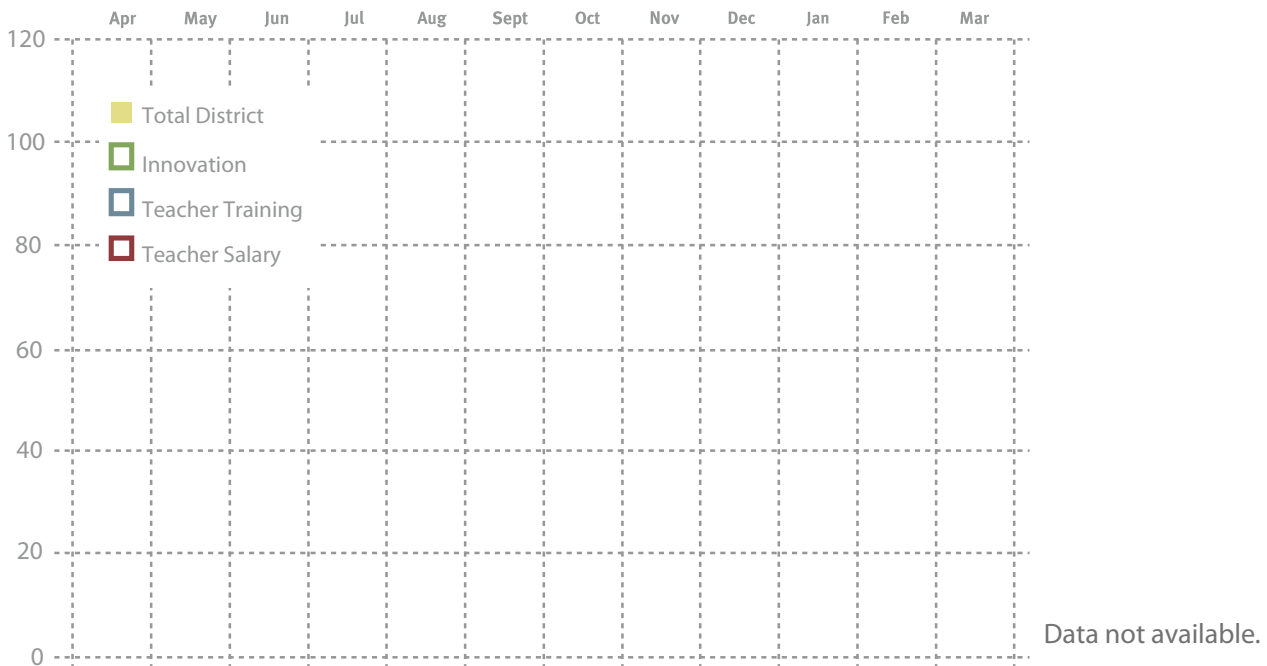 Apr May Jun Jul Aug Sept Oct Nov Dec Jan Feb Mar
120
Total District
100
Innovation
Teacher Training
80
Teacher Salary
60
40
20
Data not available.
0